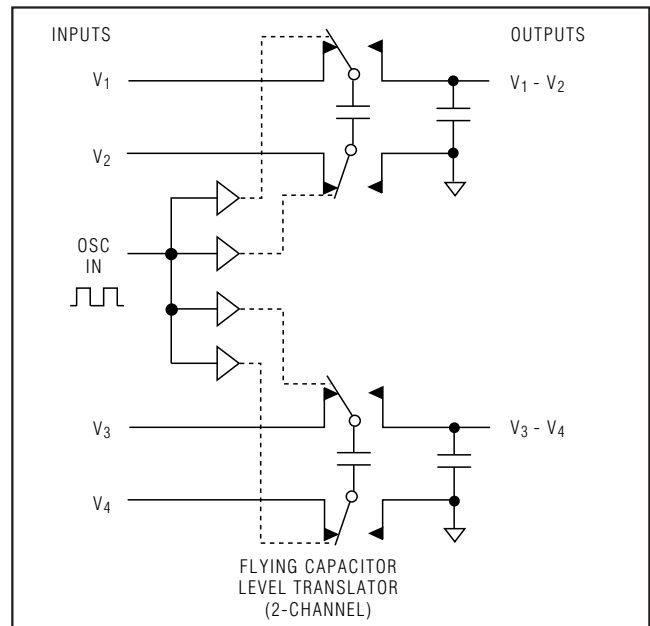 INPUTS
OUTPUTS
V1
V1 - V2
V2
OSC
IN
V3
V3 - V4
V4
FLYING CAPACITOR
LEVEL TRANSLATOR
(2-CHANNEL)